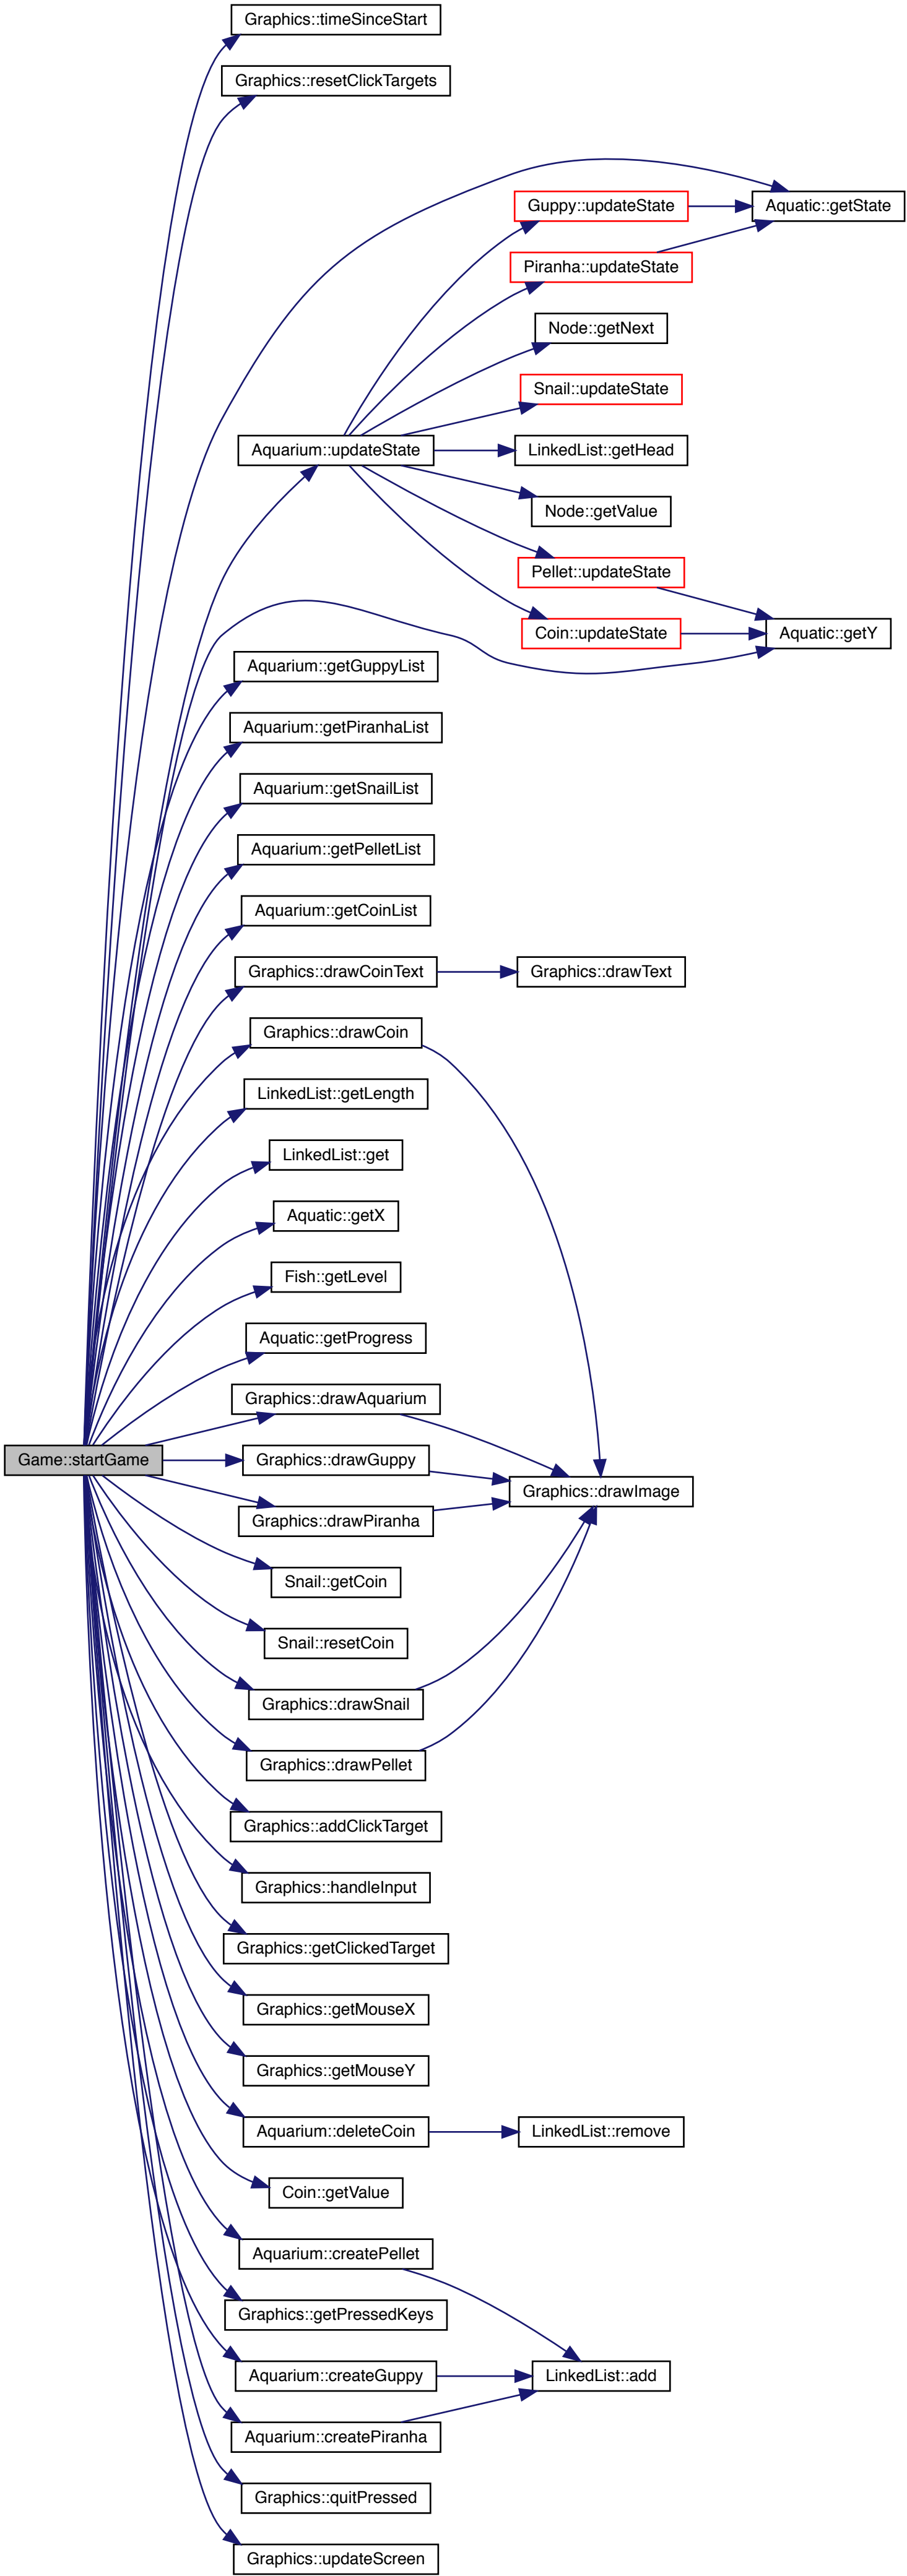 Graphics::timeSinceStart
Graphics::resetClickTargets
Guppy::updateState
Aquatic::getState
Piranha::updateState
Node::getNext
Snail::updateState
Aquarium::updateState
LinkedList::getHead
Node::getValue
Pellet::updateState
Coin::updateState
Aquatic::getY
Aquarium::getGuppyList
Aquarium::getPiranhaList
Aquarium::getSnailList
Aquarium::getPelletList
Aquarium::getCoinList
Graphics::drawCoinText
Graphics::drawText
Graphics::drawCoin
LinkedList::getLength
LinkedList::get
Aquatic::getX
Fish::getLevel
Aquatic::getProgress
Graphics::drawAquarium
Game::startGame
Graphics::drawGuppy
Graphics::drawImage
Graphics::drawPiranha
Snail::getCoin
Snail::resetCoin
Graphics::drawSnail
Graphics::drawPellet
Graphics::addClickTarget
Graphics::handleInput
Graphics::getClickedTarget
Graphics::getMouseX
Graphics::getMouseY
Aquarium::deleteCoin
LinkedList::remove
Coin::getValue
Aquarium::createPellet
Graphics::getPressedKeys
Aquarium::createGuppy
LinkedList::add
Aquarium::createPiranha
Graphics::quitPressed
Graphics::updateScreen